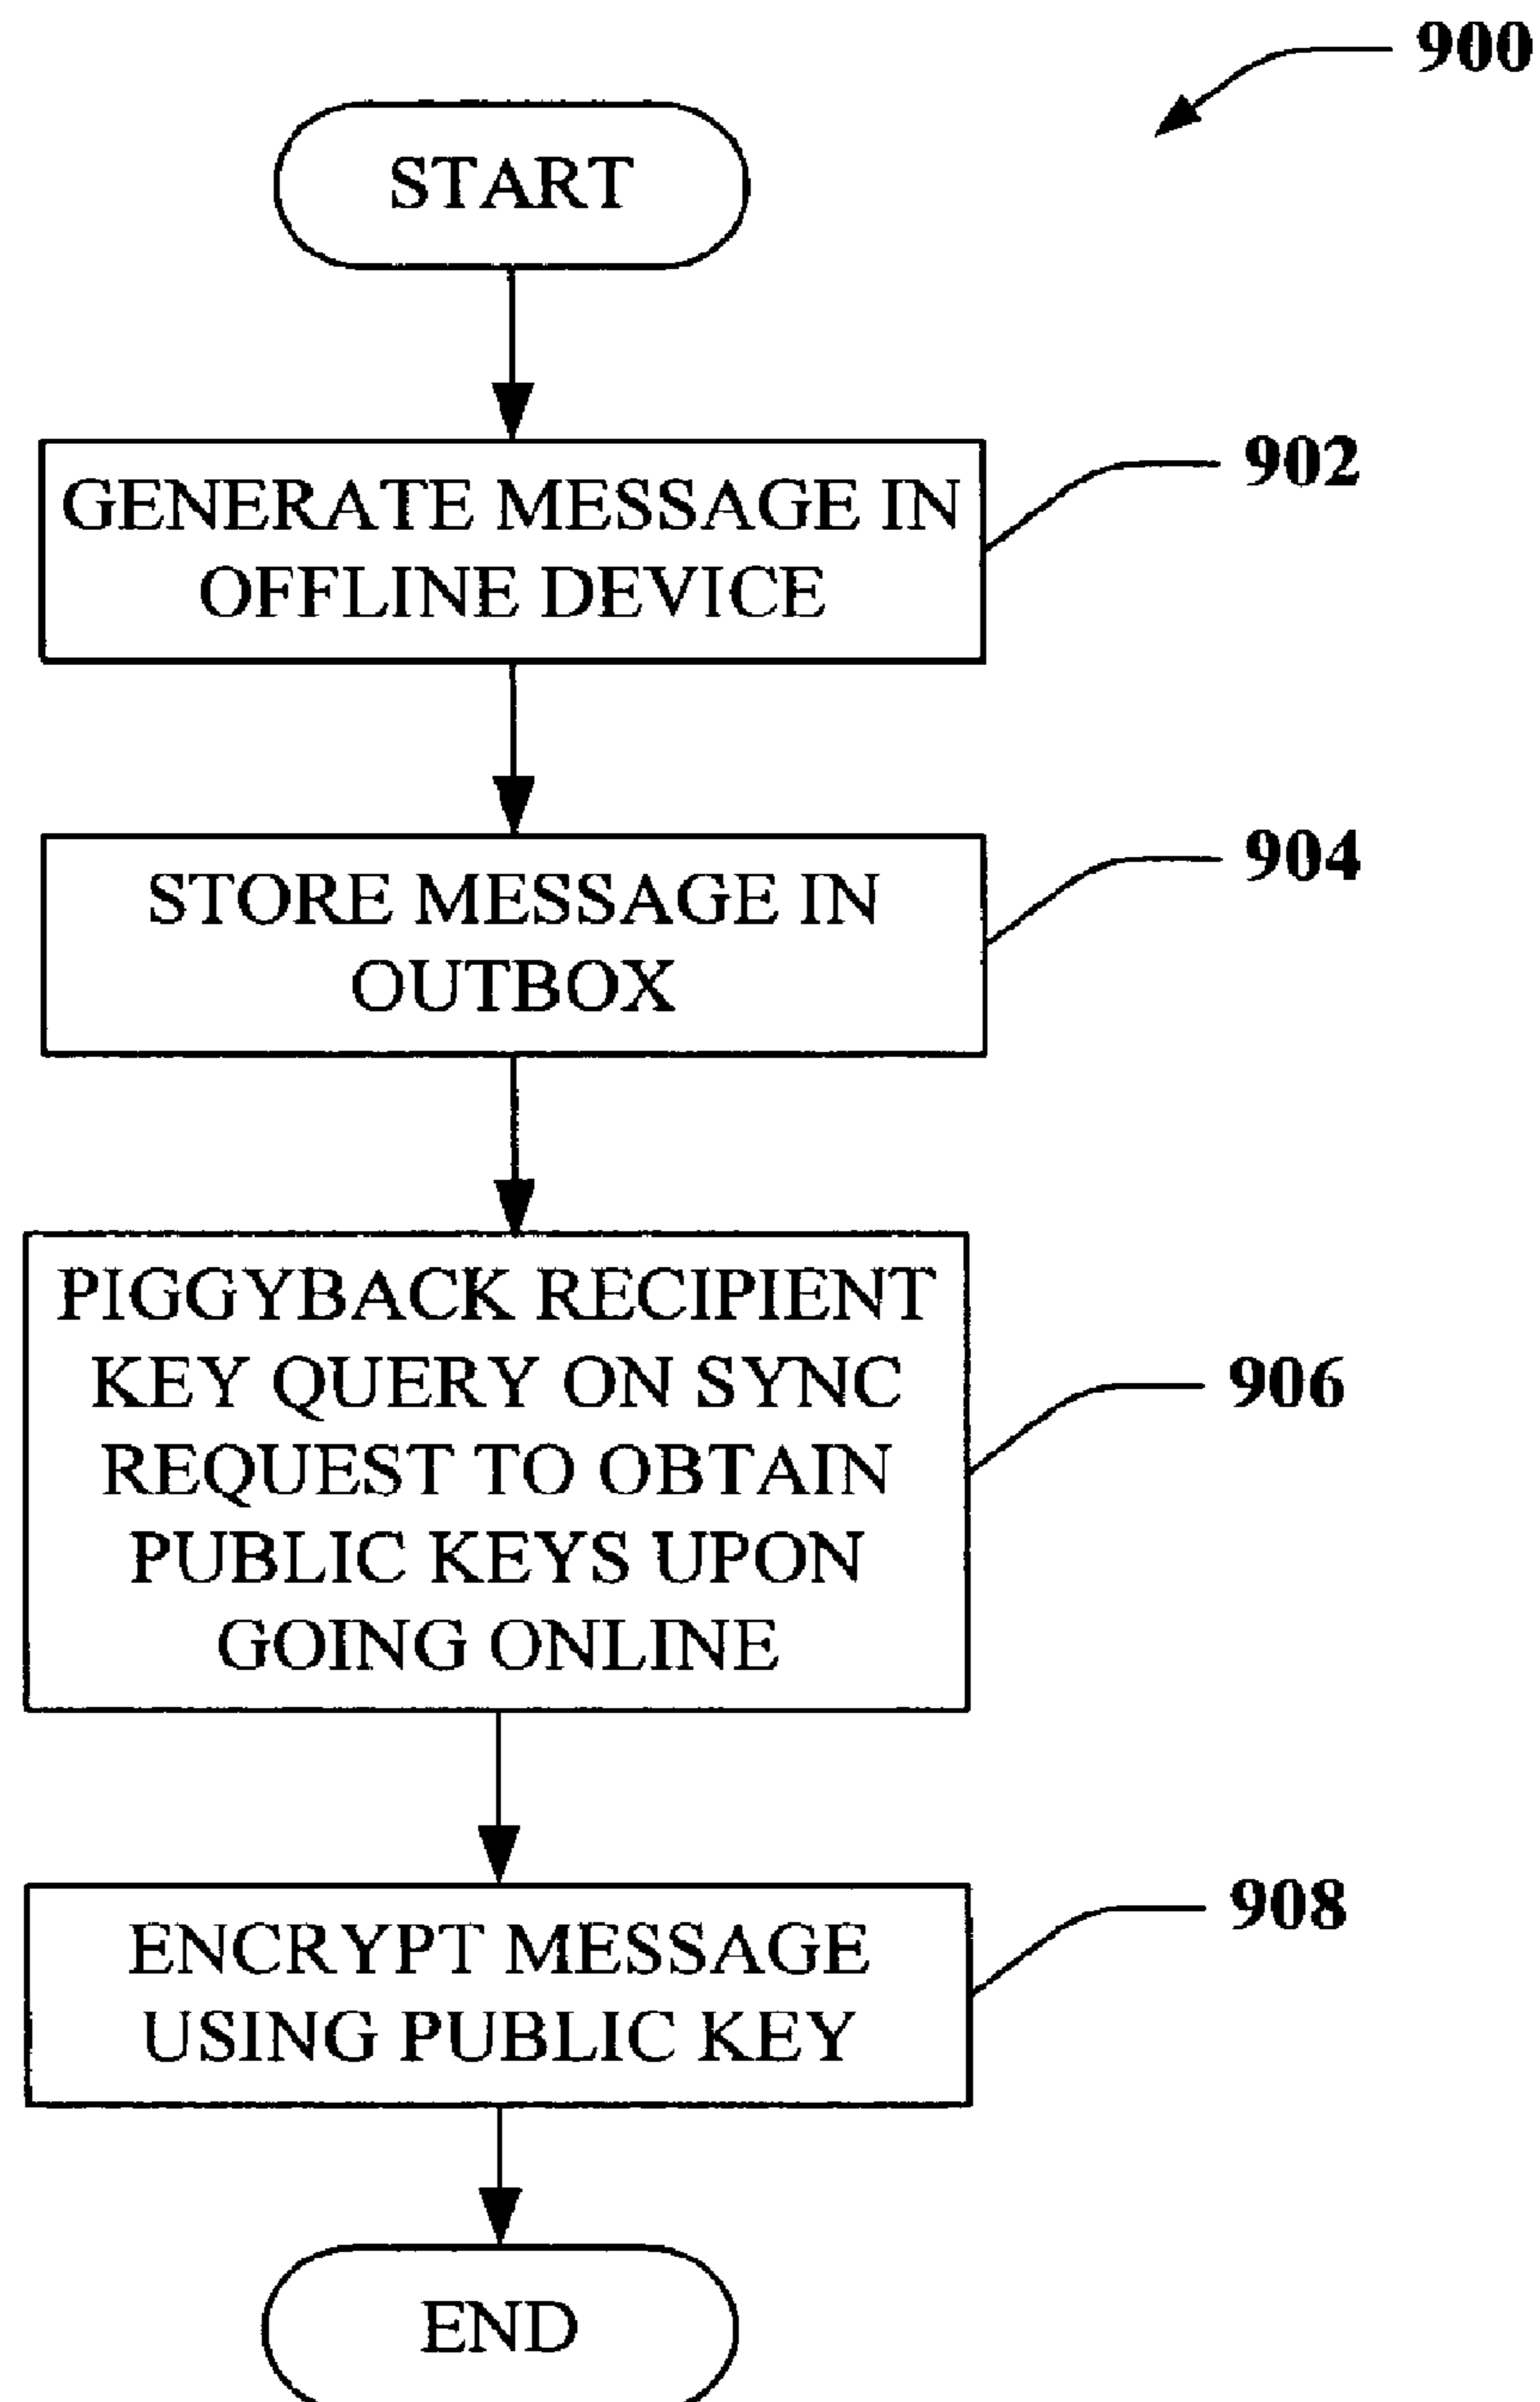 900
START
GENERATE MESSAGE IN
OFFLINE DEVICE
902
STORE MESSAGE IN
OUTBOX
904
PIGGYBACK RECIPIENT
KEY QUERY ON SYNC
REQUEST TO OBTAIN
PUBLIC KEYS UPON
GOING ONLINE
906
ENCRYPT MESSAGE
USING PUBLIC KEY
908
END